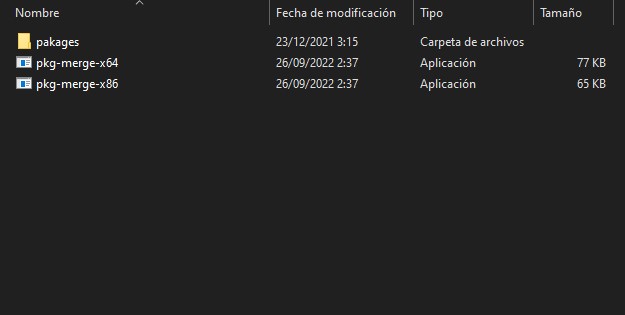 Nombre Fecha de modificación Tipo Tamaño
pakages 23/12/2021 3:15 Carpeta de archivos
pkg-merge-x64 26/09/2022 2:37 Aplicación 77 KB
pkg-merge-x86 26/09/2022 2:37 Aplicación 65 KB